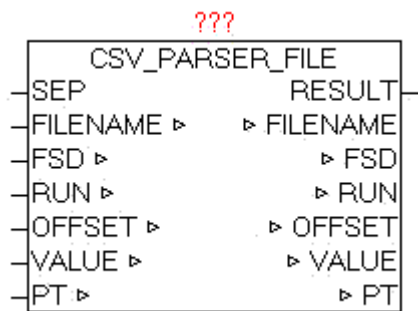 ???
CSV_PARSER_FILE
SEP RESULT
FILENAME ▹ ▹ FILENAME
FSD ▹ ▹ FSD
RUN ▹ ▹ RUN
OFFSET ▹ ▹ OFFSET
VALUE ▹ ▹ VALUE
PT ▹ ▹ PT